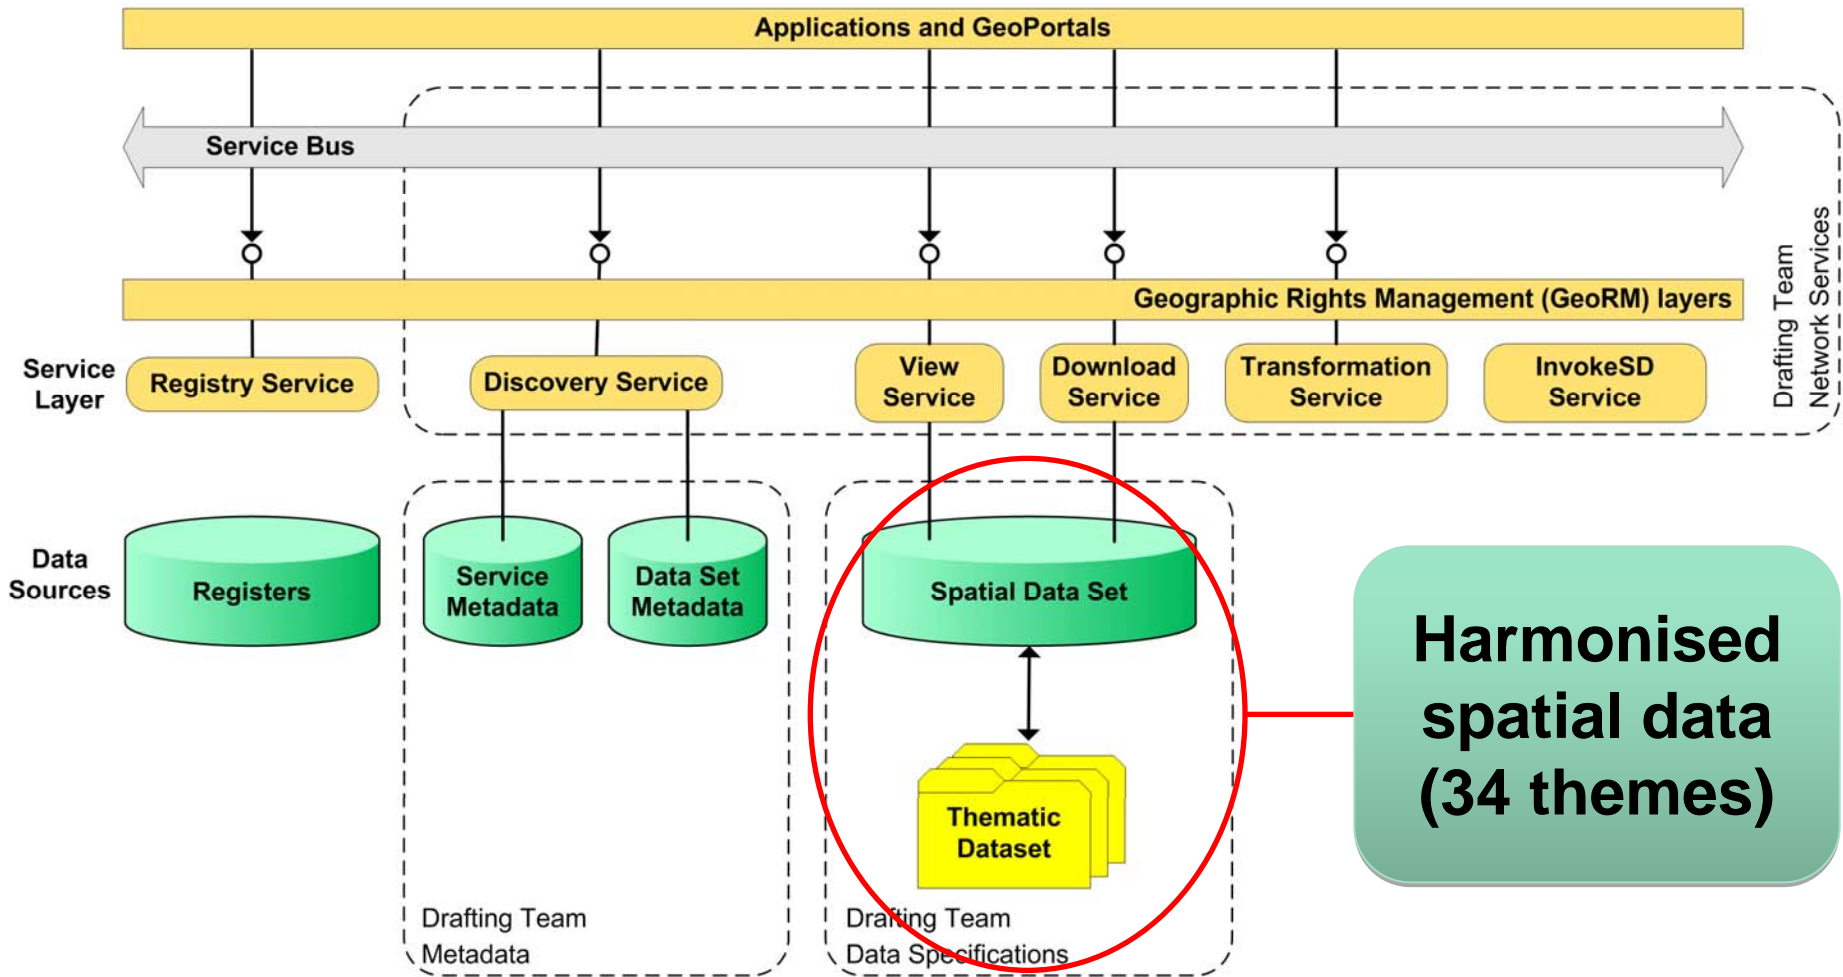 Applications and GeoPortals
Service Bus
Geographic Rights Management (GeoRM) layers
Drafting Team
Network Services
Service
Layer
Registry Service
Discovery Service
View
Service
Download
Service
Transformation
Service
InvokeSD
Service
Data
Sources
Registers
Service
Metadata
Data Set
Metadata
Spatial Data Set
Thematic
Dataset
Harmonised
spatial data
(34 themes)
Drafting Team
Metadata
Drafting Team
Data Specifications